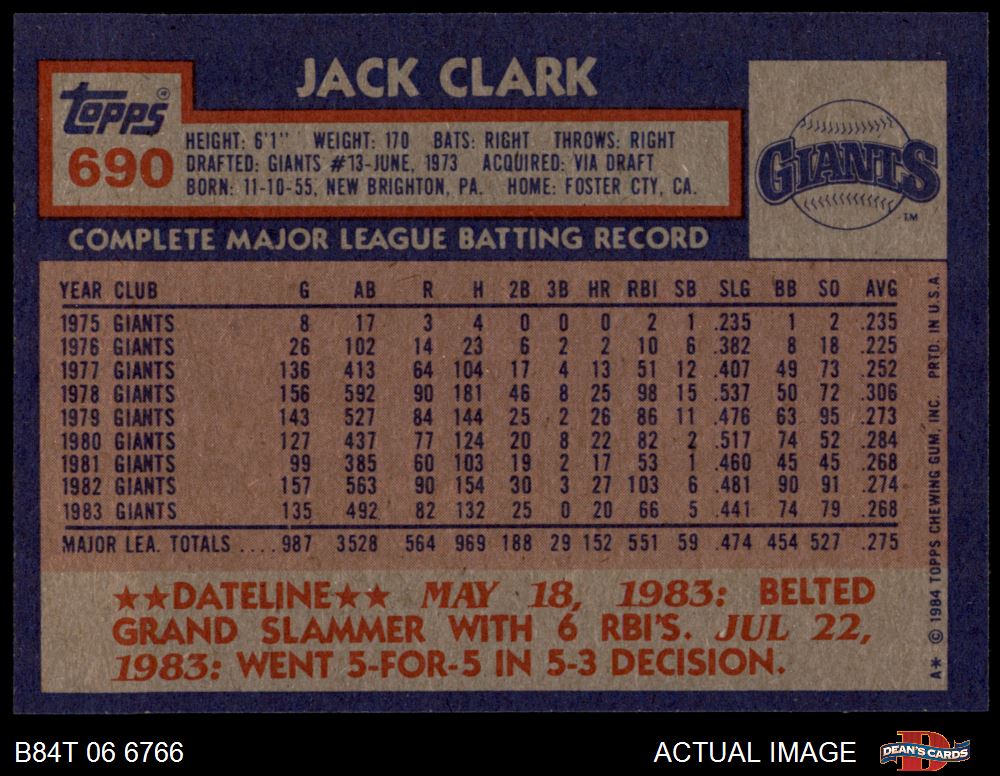 JACK CLARK
Topps®
690
HEIGHT: 6'1" WEIGHT: 170 BATS: RIGHT THROWS: RIGHT
DRAFTED: GIANTS #13-JUNE, 1973 ACQUIRED: VIA DRAFT
BORN: 11-10-55, NEW BRIGHTON, PA. HOME: FOSTER CTY, CA.
GIANTS
TM
COMPLETE MAJOR LEAGUE BATTING RECORD
YEAR CLUB G AB R H 2B 3B HR RBI SB SLG BB SO AVG
1975 GIANTS 8 17 3 4 0 0 0 2 1 .235 1 2 .235
1976 GIANTS 26 102 14 23 6 2 2 10 6 .382 8 18 .225
1977 GIANTS 136 413 64 104 17 4 13 51 12 .407 49 73 .252
1978 GIANTS 156 592 90 181 46 8 25 98 15 .537 50 72 .306
1979 GIANTS 143 527 84 144 25 2 26 86 11 .476 63 95 .273
1980 GIANTS 127 437 77 124 20 8 22 82 2 .517 74 52 .284
1981 GIANTS 99 385 60 103 19 2 17 53 1 .460 45 45 .268
1982 GIANTS 157 563 90 154 30 3 27 103 6 .481 90 91 .274
1983 GIANTS 135 492 82 132 25 0 20 66 5 .441 74 79 .268
MAJOR LEA. TOTALS .... 987 3528 564 969 188 29 152 551 59 .474 454 527 .275
★★DATELINE★★ MAY 18, 1983: BELTED
GRAND SLAMMER WITH 6 RBI'S. JUL 22,
1983: WENT 5-FOR-5 IN 5-3 DECISION.
A* © 1984 TOPPS CHEWING GUM, INC. PRTD. IN U.S.A.
B84T 06 6766
ACTUAL IMAGE
D
DEAN'S CARDS